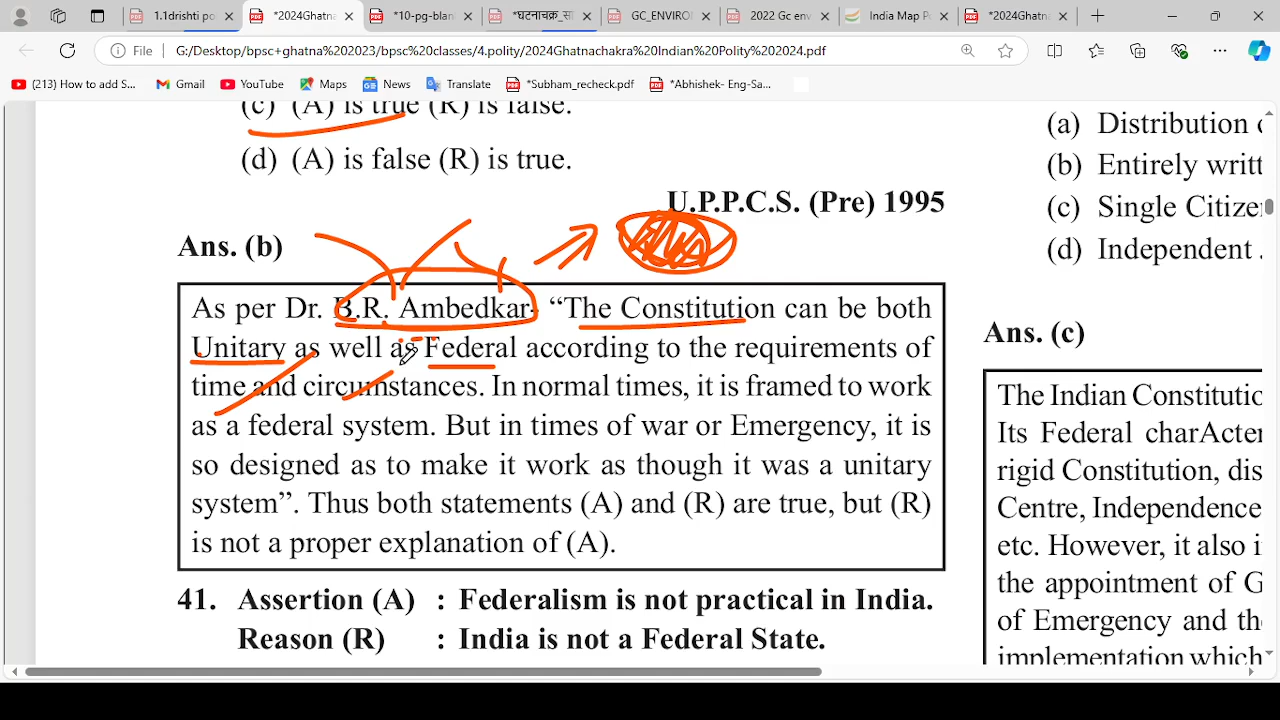 1.1drishti po
*2024Ghatna
*10-pg-blan
*घटनाचक्र_सा
GC_ENVIRO
2022 Gc env
India Map P
*2024Ghatn
File
G:/Desktop/bpsc+ghatna%202023/bpsc%20classes/4.polity/2024Ghatnachakra%20Indian%20Polity%202024.pdf
(213) How to add S...
Gmail
YouTube
Maps
News
Translate
*Subham_recheck.pdf
*Abhishek- Eng-Sa...
(c) (A) is true (R) is false.
(d) (A) is false (R) is true.
U.P.P.C.S. (Pre) 1995
Ans. (b)
As per Dr. B.R. Ambedkar- “The Constitution can be both
Unitary as well as Federal according to the requirements of
time and circumstances. In normal times, it is framed to work
as a federal system. But in times of war or Emergency, it is
so designed as to make it work as though it was a unitary
system”. Thus both statements (A) and (R) are true, but (R)
is not a proper explanation of (A).
41. Assertion (A) : Federalism is not practical in India.
Reason (R) : India is not a Federal State.
(a) Distribution
(b) Entirely writt
(c) Single Citize
(d) Independent
Ans. (c)
The Indian Constitutio
Its Federal charActer
rigid Constitution, dis
Centre, Independence
etc. However, it also i
the appointment of G
of Emergency and th
implementation which